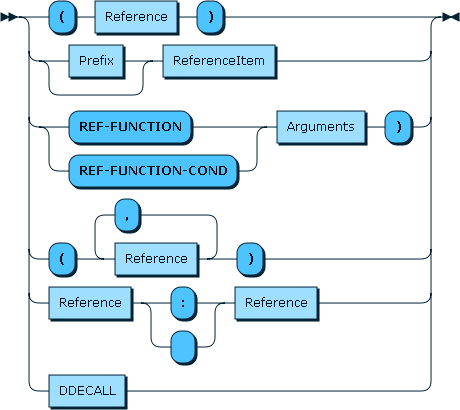 ( Reference )
Prefix ReferenceItem
REF-FUNCTION Arguments )
REF-FUNCTION-COND
,
( Reference )
Reference : Reference
DDECALL